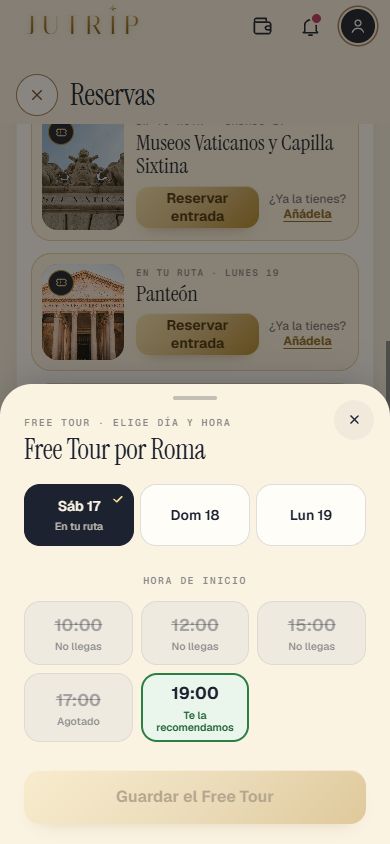 JUTRIP
Reservas
Museos Vaticanos y Capilla
Sixtina
Reservar
entrada
¿Ya la tienes?
Añádela
EN TU RUTA · LUNES 19
Panteón
Reservar
entrada
¿Ya la tienes?
Añádela
FREE TOUR · ELIGE DÍA Y HORA
Free Tour por Roma
Sáb 17
En tu ruta
Dom 18
Lun 19
HORA DE INICIO
10:00
No llegas
12:00
No llegas
15:00
No llegas
17:00
Agotado
19:00
Te la
recomendamos
Guardar el Free Tour